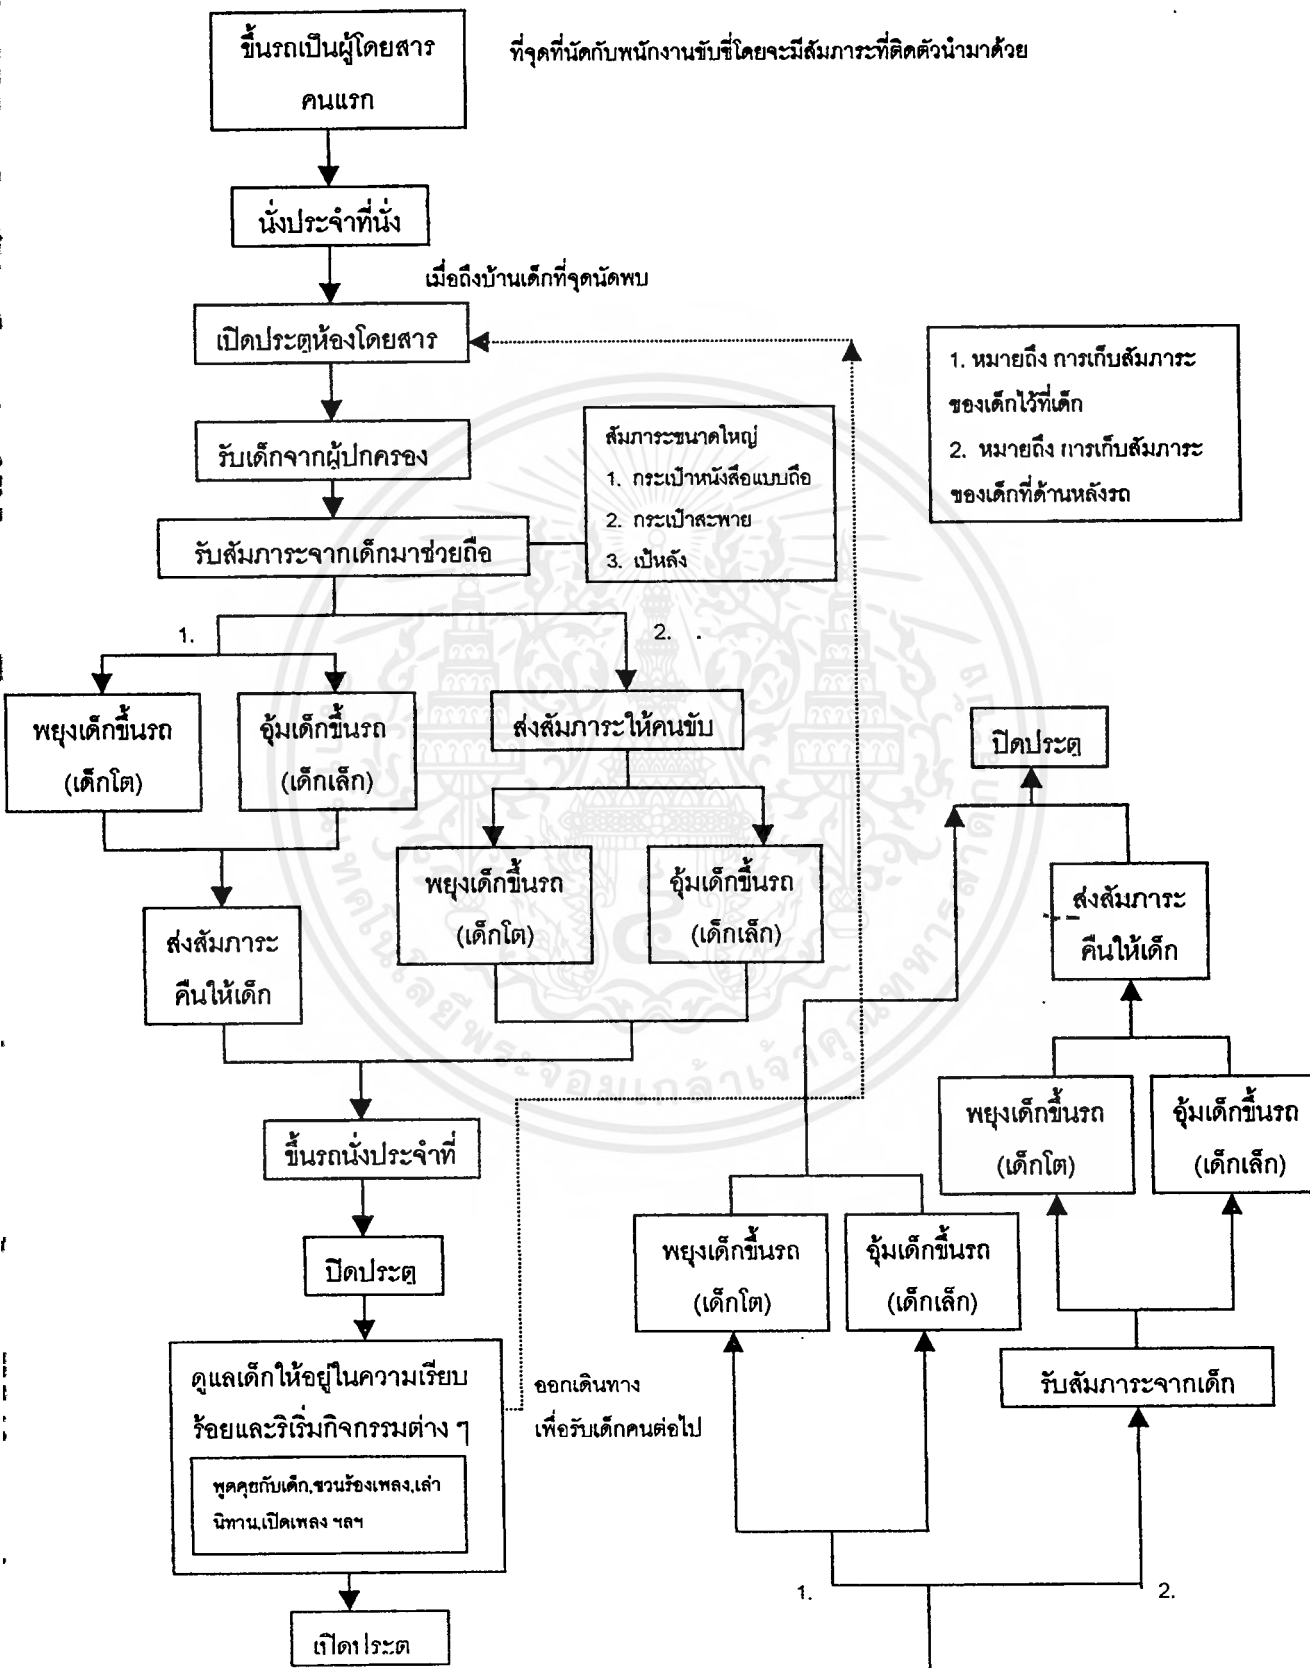 ขึ้นรถเป็นผู้โดยสาร
คนแรก
ที่จุดที่นัดกับพนักงานขับขี่โดยจะมีสัมภาระที่ติดตัวนำมาด้วย
นั่งประจำที่นั่ง
เมื่อถึงบ้านเด็กที่จุดนัดพบ
เปิดประตูห้องโดยสาร
รับเด็กจากผู้ปกครอง
รับสัมภาระจากเด็กมาช่วยถือ
สัมภาระขนาดใหญ่
1. กระเป๋าหนังสือแบบถือ
2. กระเป๋าสะพาย
3. เป้หลัง
1. หมายถึง การเก็บสัมภาระ
ของเด็กไว้ที่เด็ก
2. หมายถึง การเก็บสัมภาระ
ของเด็กที่ด้านหลังรถ
1.
2.
พยุงเด็กขึ้นรถ
(เด็กโต)
อุ้มเด็กขึ้นรถ
(เด็กเล็ก)
ส่งสัมภาระให้คนขับ
พยุงเด็กขึ้นรถ
(เด็กโต)
อุ้มเด็กขึ้นรถ
(เด็กเล็ก)
ส่งสัมภาระ
คืนให้เด็ก
ขึ้นรถนั่งประจำที่
ปิดประตู
ดูแลเด็กให้อยู่ในความเรียบ
ร้อยและริเริ่มกิจกรรมต่าง ๆ
พูดคุยกับเด็ก,ชวนร้องเพลง,เล่า
นิทาน,เปิดเพลง ฯลฯ
ออกเดินทาง
เพื่อรับเด็กคนต่อไป
เปิดประตู
ปิดประตู
ส่งสัมภาระ
คืนให้เด็ก
พยุงเด็กขึ้นรถ
(เด็กโต)
อุ้มเด็กขึ้นรถ
(เด็กเล็ก)
พยุงเด็กขึ้นรถ
(เด็กโต)
อุ้มเด็กขึ้นรถ
(เด็กเล็ก)
รับสัมภาระจากเด็ก
1.
2.